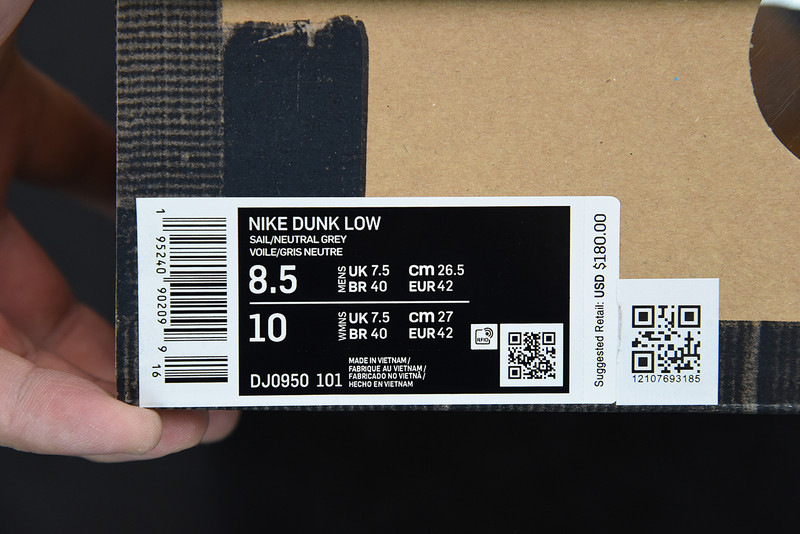 1 95240 90209 9 16
NIKE DUNK LOW
SAIL/NEUTRAL GREY
VOILE/GRIS NEUTRE
8.5 MENS UK 7.5 cm 26.5
BR 40 EUR 42
10 WMNS UK 7.5 cm 27
BR 40 EUR 42
RFID
DJ0950 101
MADE IN VIETNAM /
FABRIQUE AU VIETNAM /
FABRICADO NO VIETNÃ /
HECHO EN VIETNAM
Suggested Retail: USD $180.00
12107693185